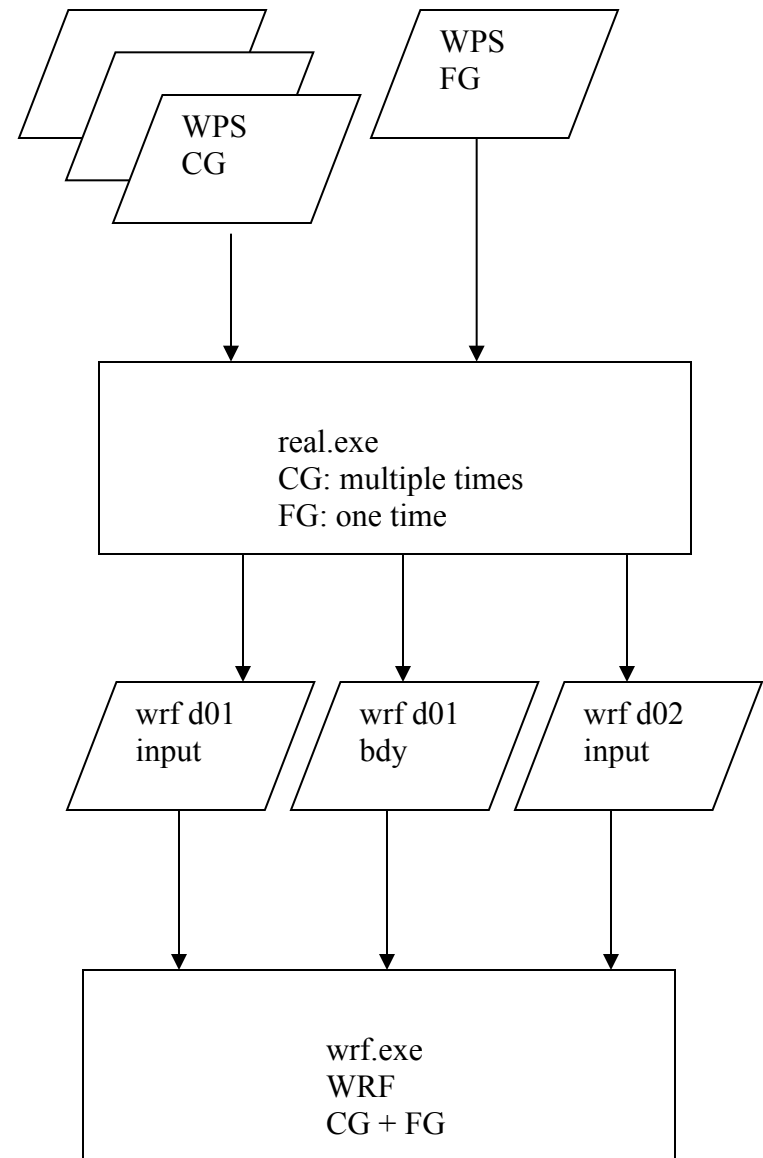 WPS
CG
WPS
FG
real.exe
CG: multiple times
FG: one time
wrf d01
input
wrf d01
bdy
wrf d02
input
wrf.exe
WRF
CG + FG